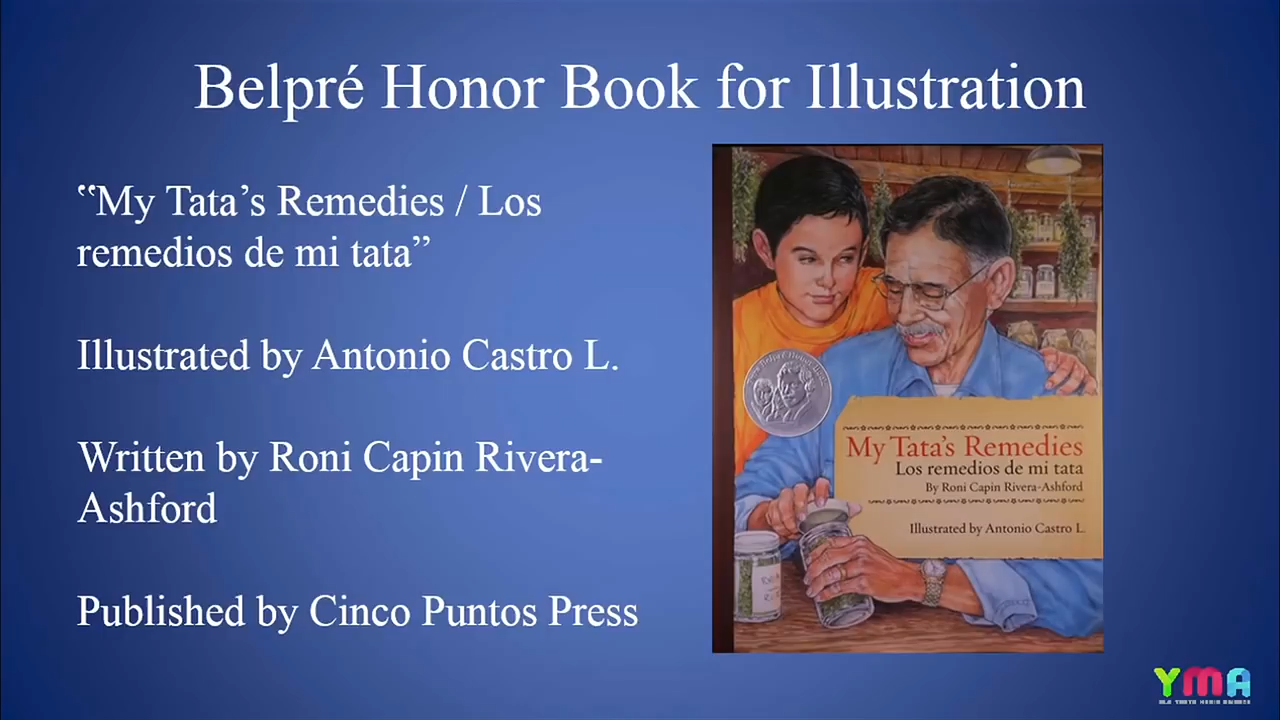 Belpré Honor Book for Illustration
“My Tata’s Remedies / Los
remedios de mi tata”
Illustrated by Antonio Castro L.
Written by Roni Capin Rivera-
Ashford
Published by Cinco Puntos Press
My Tata's Remedies
Los remedios de mi tata
By Roni Capin Rivera-Ashford
Illustrated by Antonio Castro L.
YMA